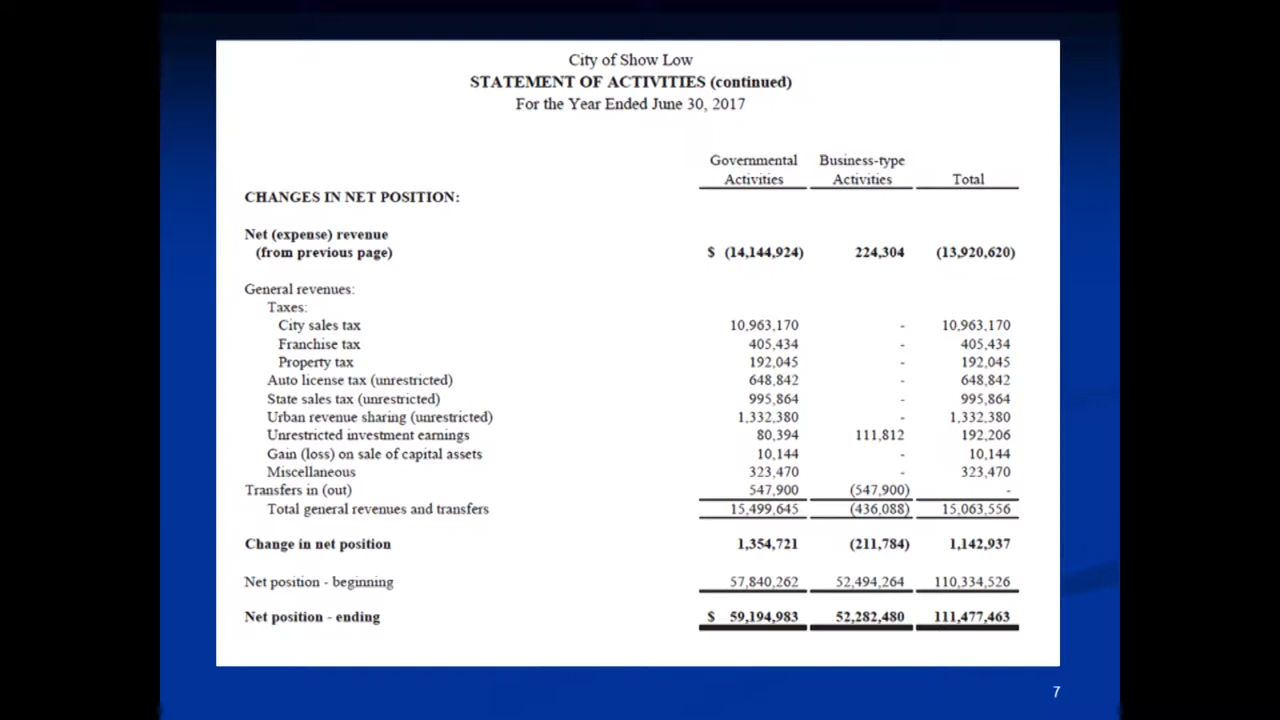 City of Show Low
STATEMENT OF ACTIVITIES (continued)
For the Year Ended June 30, 2017
Governmental Business-type
Activities Activities Total
CHANGES IN NET POSITION:
Net (expense) revenue
(from previous page) $ (14,144,924) 224,304 (13,920,620)
General revenues:
Taxes:
City sales tax 10,963,170 - 10,963,170
Franchise tax 405,434 - 405,434
Property tax 192,045 - 192,045
Auto license tax (unrestricted) 648,842 - 648,842
State sales tax (unrestricted) 995,864 - 995,864
Urban revenue sharing (unrestricted) 1,332,380 - 1,332,380
Unrestricted investment earnings 80,394 111,812 192,206
Gain (loss) on sale of capital assets 10,144 - 10,144
Miscellaneous 323,470 - 323,470
Transfers in (out) 547,900 (547,900) -
Total general revenues and transfers 15,499,645 (436,088) 15,063,556
Change in net position 1,354,721 (211,784) 1,142,937
Net position - beginning 57,840,262 52,494,264 110,334,526
Net position - ending $ 59,194,983 52,282,480 111,477,463
7